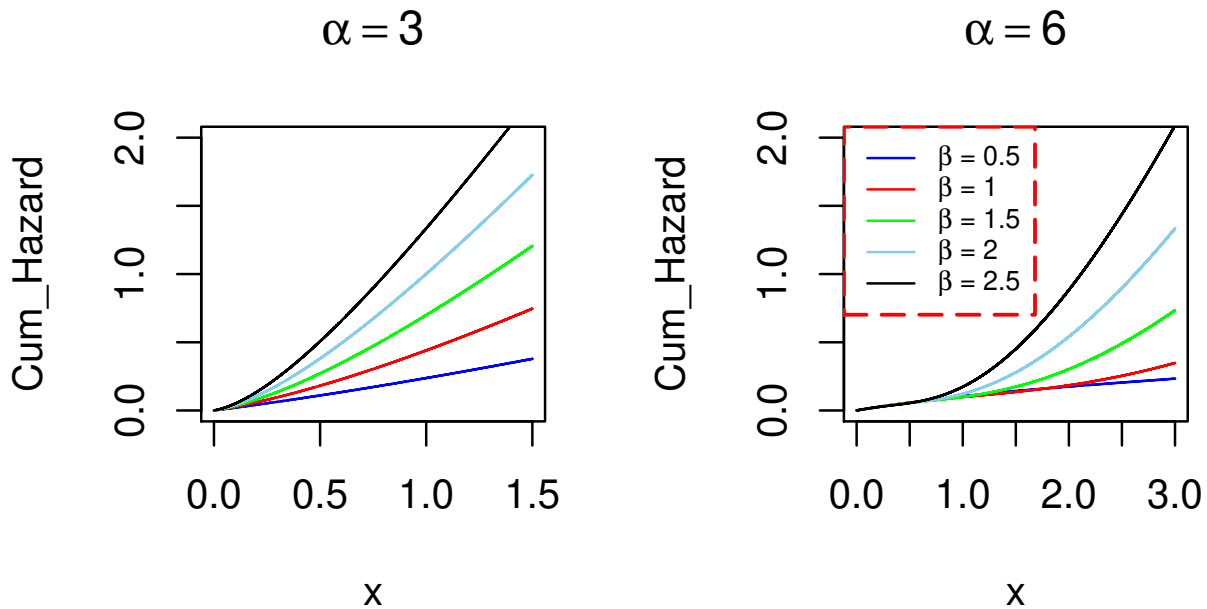 α = 3
Cum_Hazard
0.0
1.0
2.0
0.0 0.5 1.0 1.5
x
α = 6
Cum_Hazard
0.0
1.0
2.0
β = 0.5
β = 1
β = 1.5
β = 2
β = 2.5
0.0 1.0 2.0 3.0
x